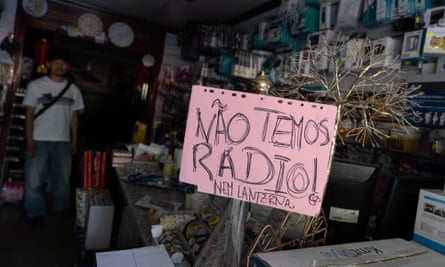 NÃO TEMOS
RÁDIO!
NEM LANTERNA.